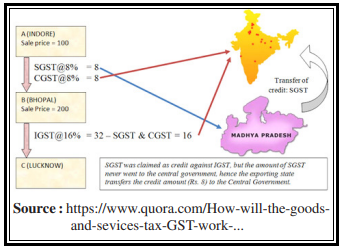 A (INDORE)
Sale price = 100
SGST@8% = 8
CGST@8% = 8
Transfer of
credit: SGST
B (BHOPAL)
Sale Price = 200
IGST@16% = 32 – SGST & CGST = 16
MADHYA PRADESH
C (LUCKNOW)
SGST was claimed as credit against IGST, but the amount of SGST
never went to the central government, hence the exporting state
transfers the credit amount (Rs. 8) to the Central Government.
Source : https://www.quora.com/How-will-the-goods-
and-sevices-tax-GST-work-...